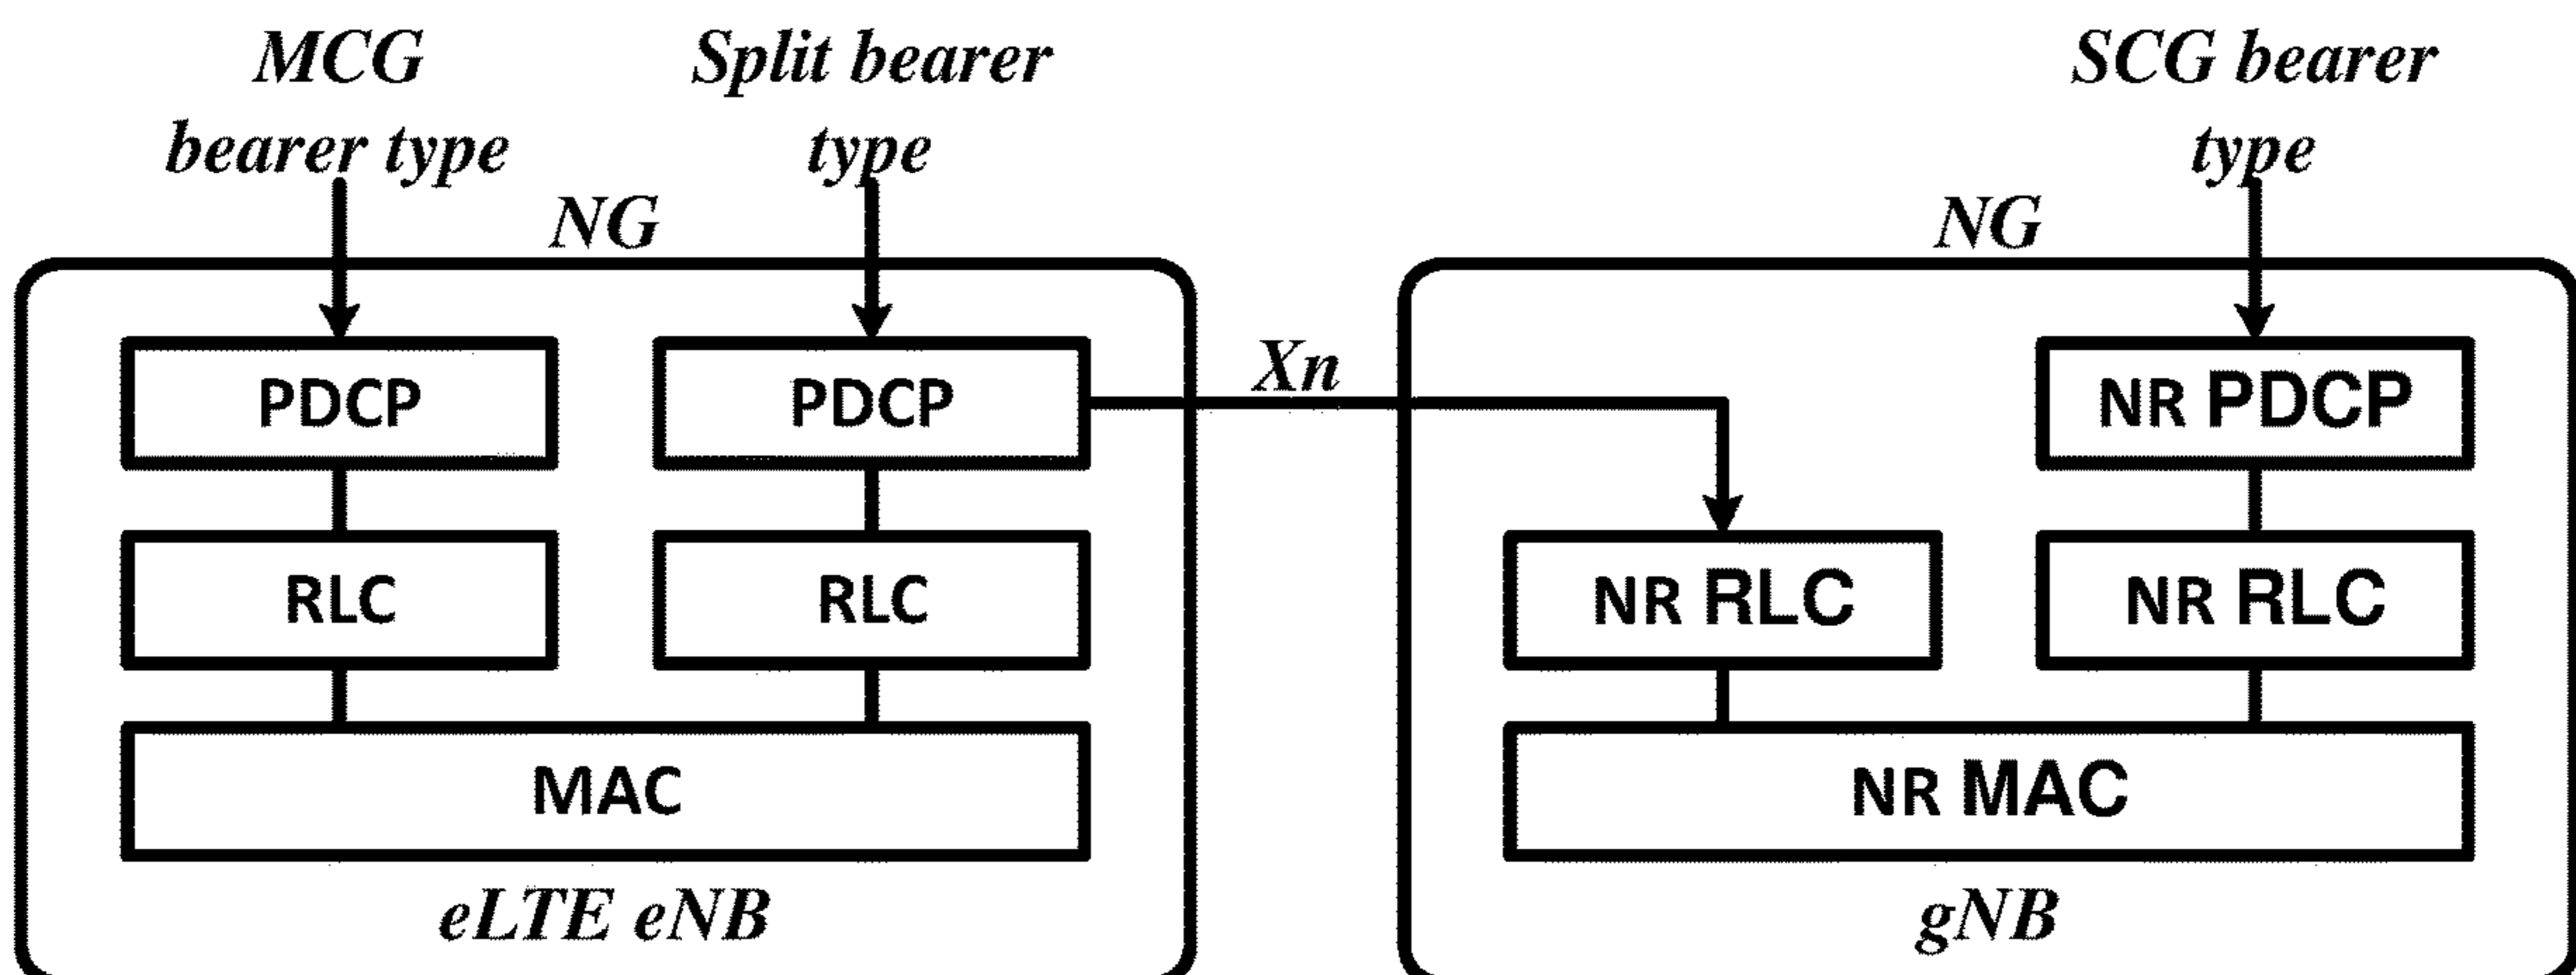 MCG
bearer type
Split bearer
type
SCG bearer
type
NG
NG
Xn
PDCP
PDCP
NR PDCP
RLC
RLC
NR RLC
NR RLC
MAC
NR MAC
eLTE eNB
gNB